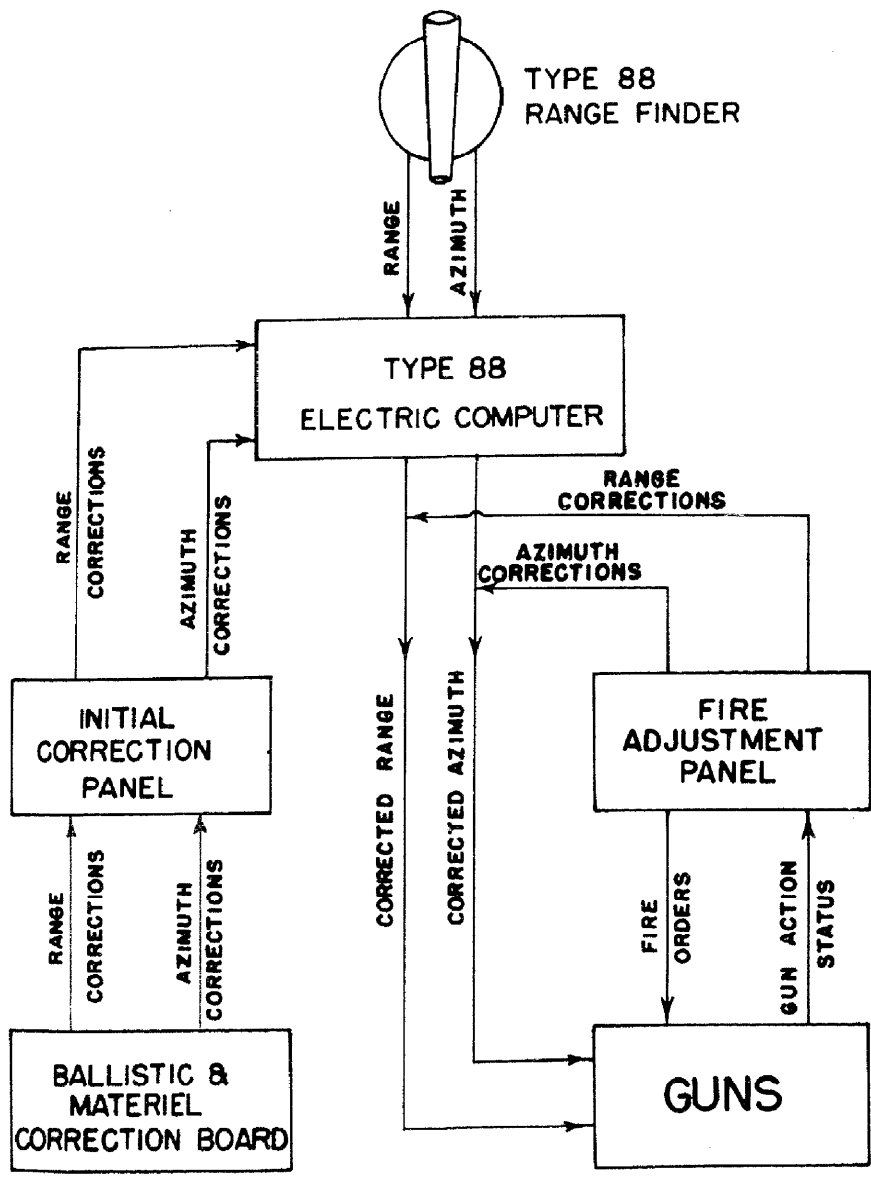 TYPE 88
RANGE FINDER
RANGE
AZIMUTH
TYPE 88
ELECTRIC COMPUTER
RANGE
CORRECTIONS
AZIMUTH
CORRECTIONS
RANGE
CORRECTIONS
AZIMUTH
CORRECTIONS
INITIAL
CORRECTION
PANEL
CORRECTED RANGE
CORRECTED AZIMUTH
FIRE
ADJUSTMENT
PANEL
RANGE
CORRECTIONS
AZIMUTH
CORRECTIONS
FIRE
ORDERS
GUN ACTION
STATUS
BALLISTIC &
MATERIEL
CORRECTION BOARD
GUNS